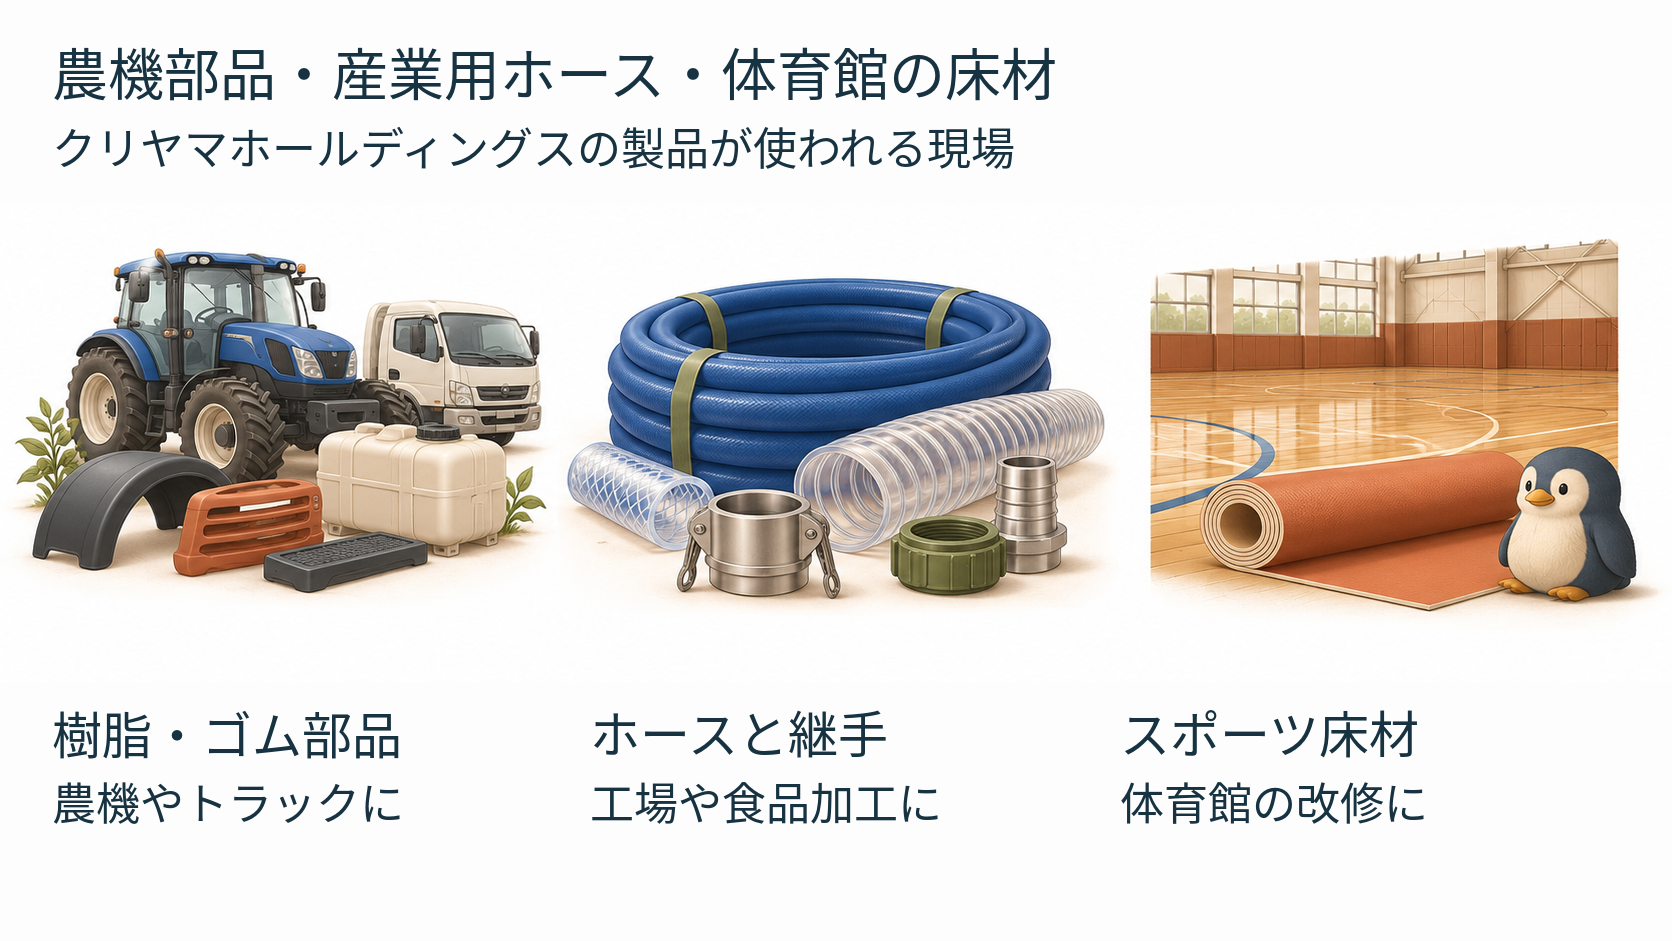 農機部品・産業用ホース・体育館の床材
クリヤマホールディングスの製品が使われる現場
樹脂・ゴム部品
農機やトラックに
ホースと継手
工場や食品加工に
スポーツ床材
体育館の改修に